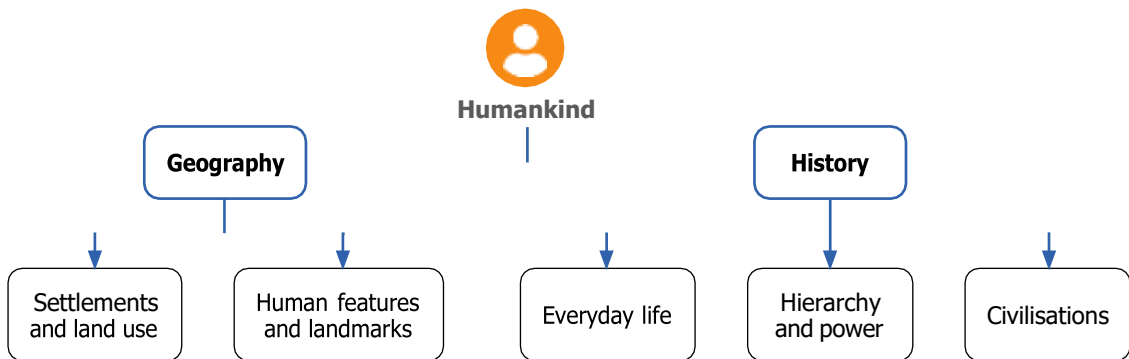 Humankind
Geography
History
Settlements
and land use
Human features
and landmarks
Everyday life
Hierarchy
and power
Civilisations